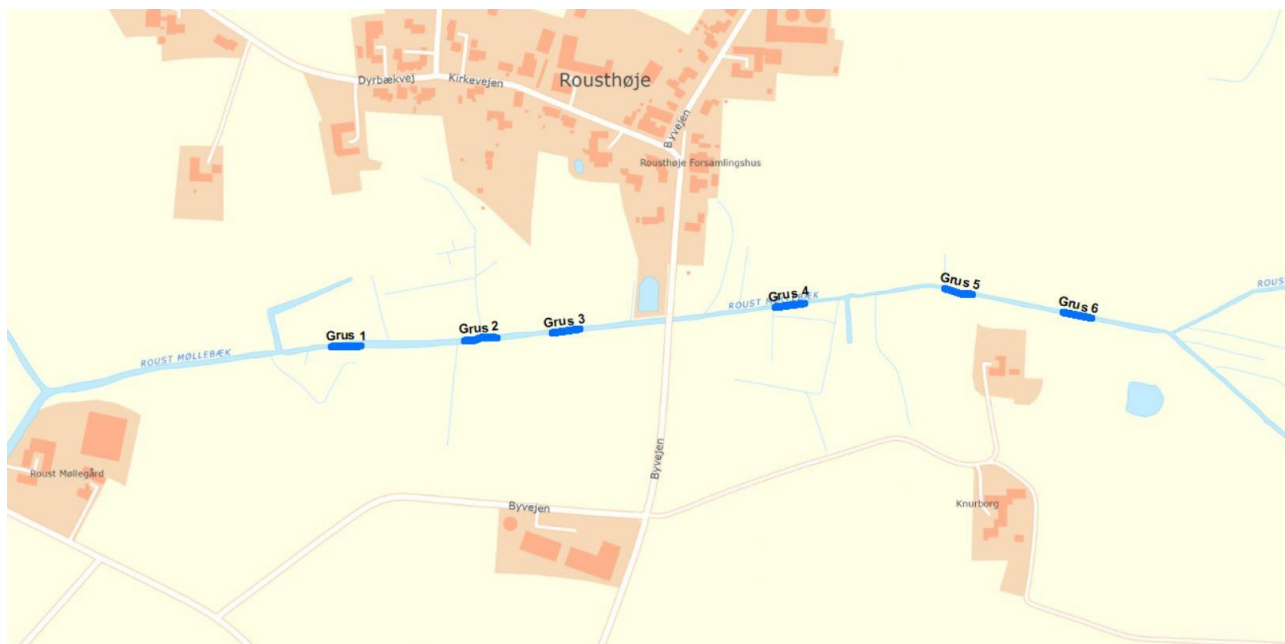 Dyrbækvej
Kirkevejen
Rousthøje
Byvejen
Rousthøje Forsamlingshus
Grus 1
Grus 2
Grus 3
Grus 4
Grus 5
Grus 6
ROUST MØLLEBÆK
ROUST MØLLEBÆK
ROUS
Roust Møllegård
Byvejen
Byvejen
Knurborg